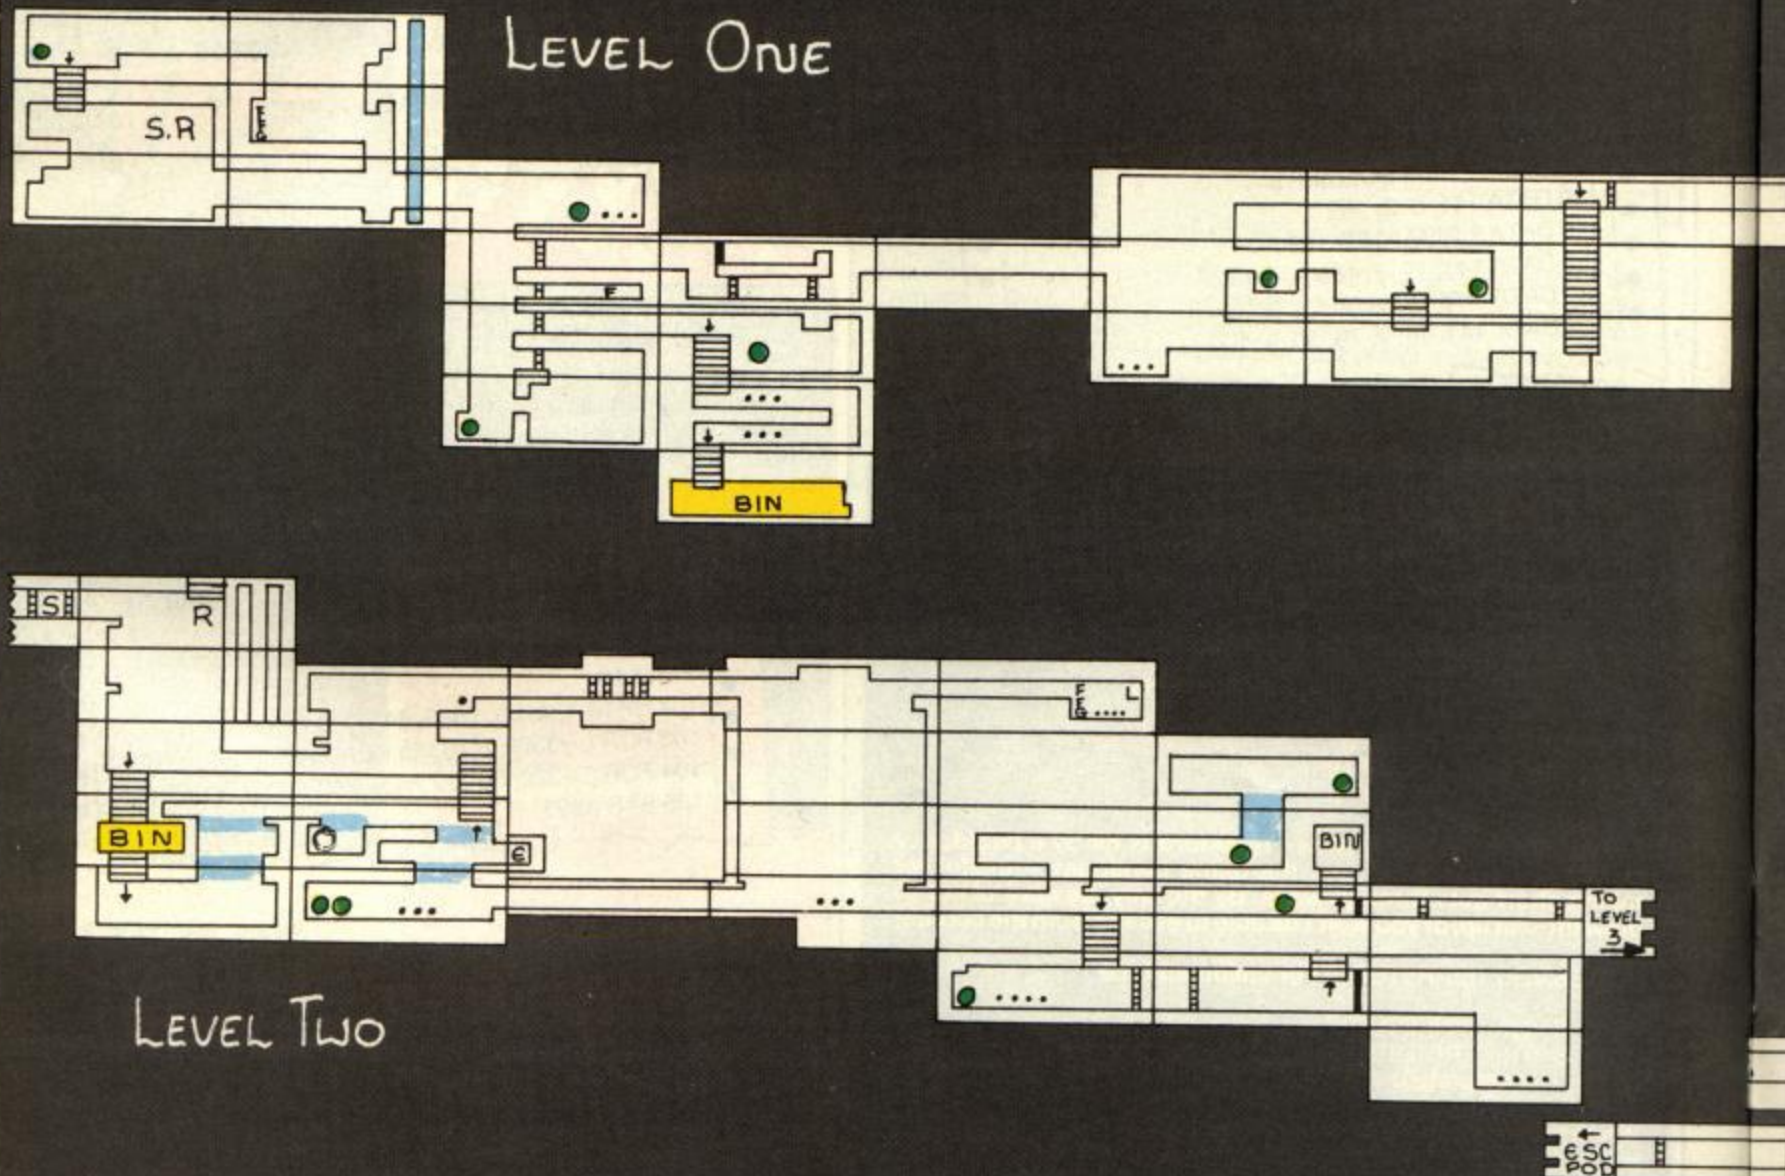 LEVEL ONE
S.R
F
BIN
S
R
F
E
G
L
BIN
E
BIN
TO
LEVEL
3
LEVEL TWO
ESC
POD